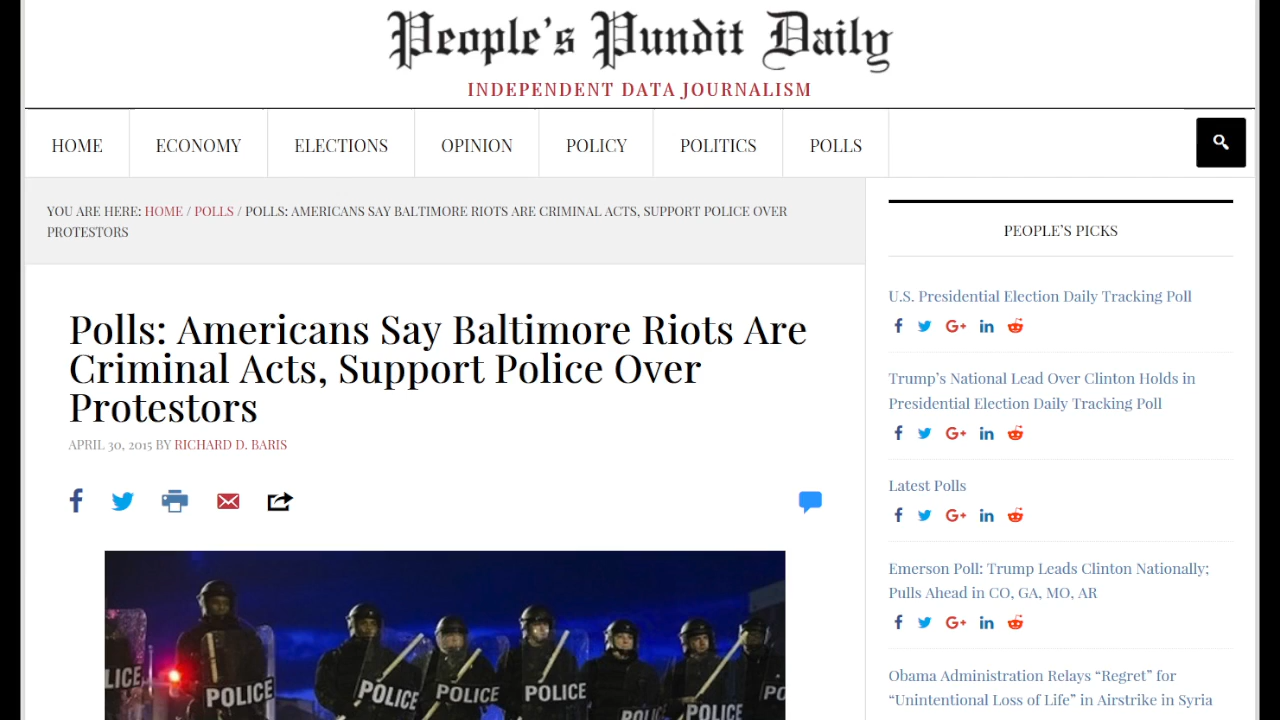 People's Pundit Daily
INDEPENDENT DATA JOURNALISM
HOME
ECONOMY
ELECTIONS
OPINION
POLICY
POLITICS
POLLS
YOU ARE HERE: HOME / POLLS / POLLS: AMERICANS SAY BALTIMORE RIOTS ARE CRIMINAL ACTS, SUPPORT POLICE OVER
PROTESTORS
Polls: Americans Say Baltimore Riots Are
Criminal Acts, Support Police Over
Protestors
APRIL 30, 2015 BY RICHARD D. BARIS
LICE
POLICE
POLICE
POLICE
POLICE
POLICE
POLICE
PO
PEOPLE'S PICKS
U.S. Presidential Election Daily Tracking Poll
Trump's National Lead Over Clinton Holds in
Presidential Election Daily Tracking Poll
Latest Polls
Emerson Poll: Trump Leads Clinton Nationally;
Pulls Ahead in CO, GA, MO, AR
Obama Administration Relays “Regret” for
“Unintentional Loss of Life” in Airstrike in Syria